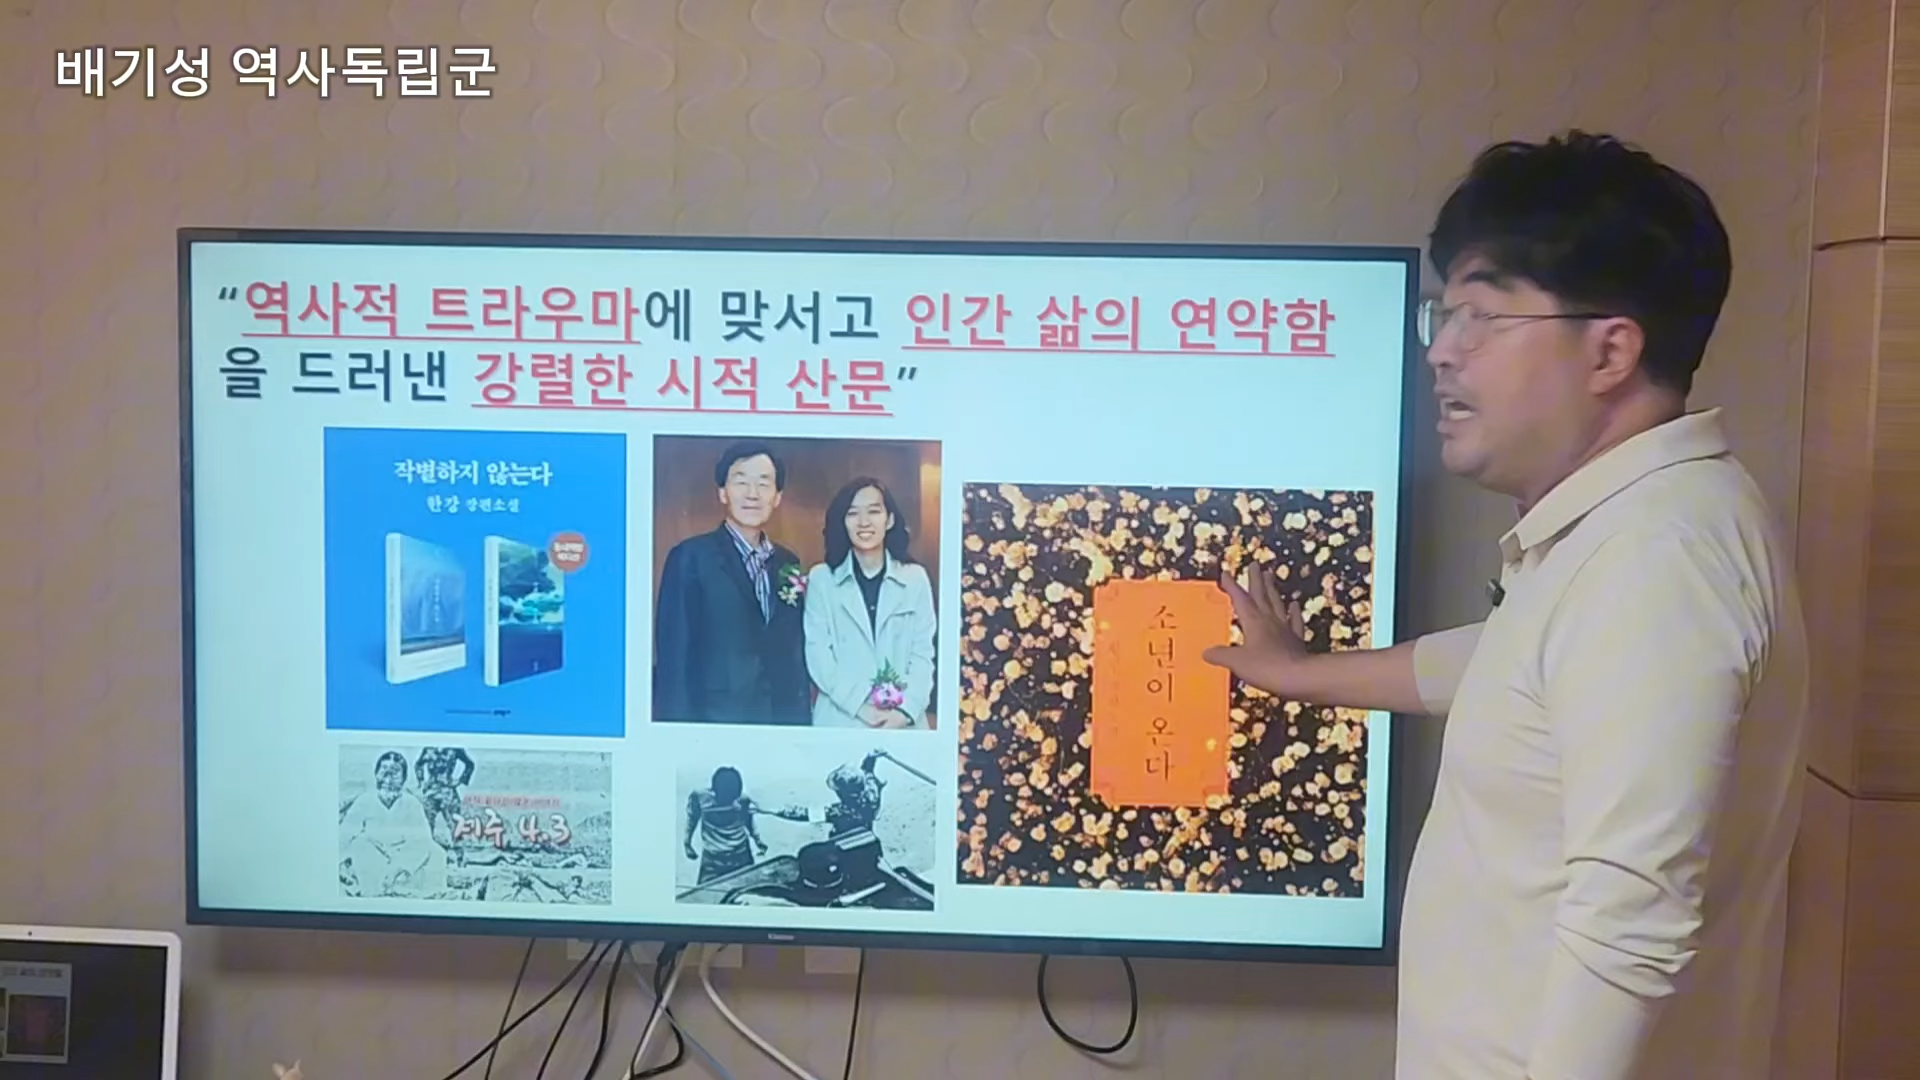 배기성 역사독립군
“역사적 트라우마에 맞서고 인간 삶의 연약함
을 드러낸 강렬한 시적 산문”
작별하지 않는다
한강 장편소설
소년이 온다
제주 4.3